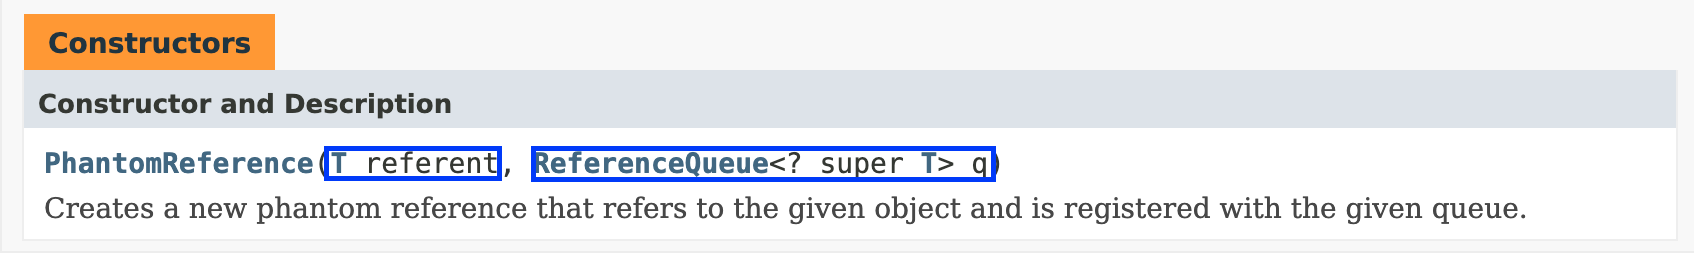 Constructors
Constructor and Description
PhantomReference(T referent, ReferenceQueue<? super T> q)
Creates a new phantom reference that refers to the given object and is registered with the given queue.